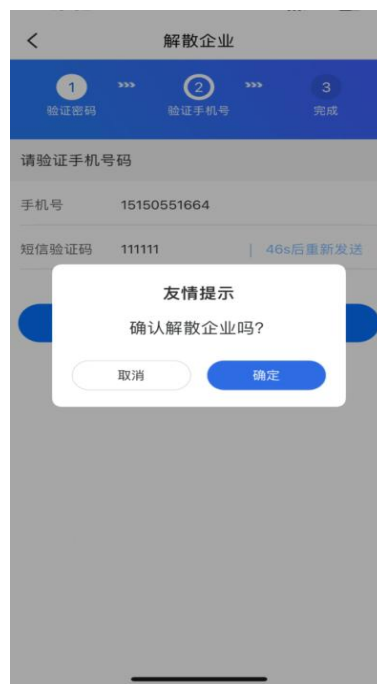 解散企业
1 2 3
验证密码 验证手机号 完成
请验证手机号码
手机号 15150551664
短信验证码 111111 | 46s后重新发送
友情提示
确认解散企业吗?
取消 确定